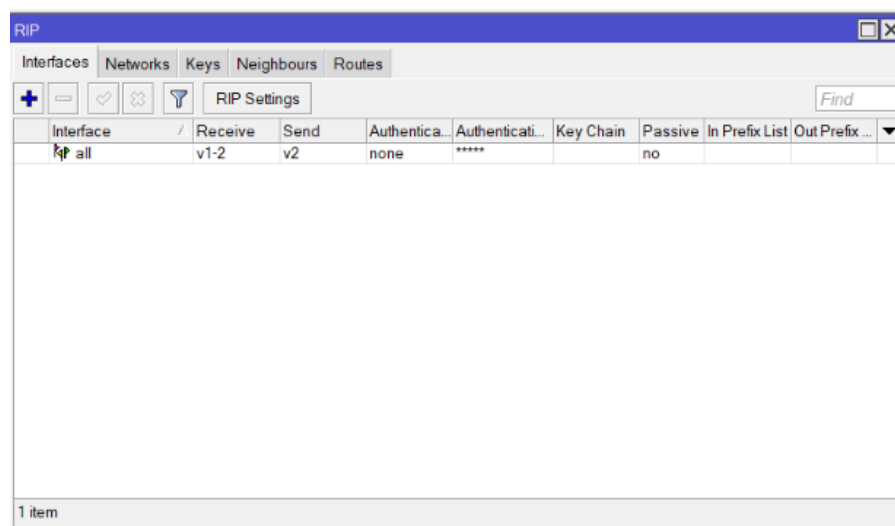 RIP
Interfaces Networks Keys Neighbours Routes
RIP Settings Find
Interface Receive Send Authentica... Authenticati... Key Chain Passive In Prefix List Out Prefix ...
all v1-2 v2 none ***** no
1 item